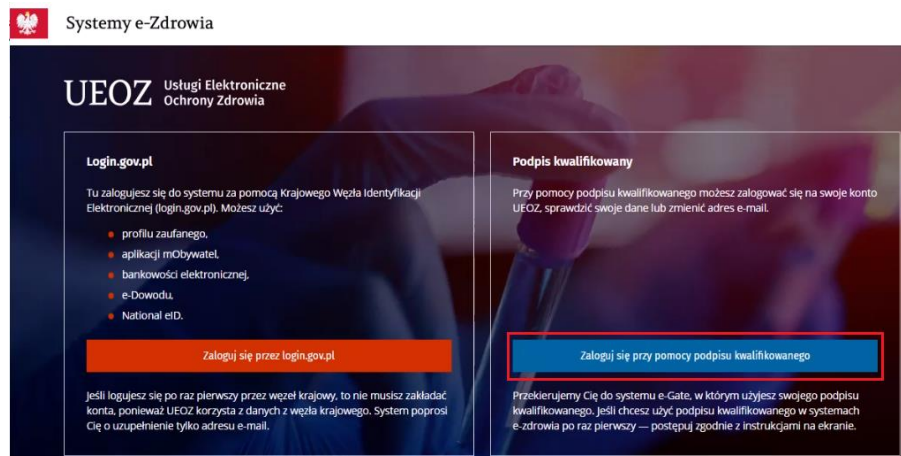 Systemy e-Zdrowia
UEOZ
Usługi Elektroniczne
Ochrony Zdrowia
Login.gov.pl
Tu zalogujesz się do systemu za pomocą Krajowego Węzła Identyfikacji
Elektronicznej (login.gov.pl). Możesz użyć:
profilu zaufanego,
aplikacji mObywatel,
bankowości elektronicznej,
e-Dowodu,
National eID.
Zaloguj się przez login.gov.pl
Jeśli logujesz się po raz pierwszy przez węzeł krajowy, to nie musisz zakładać
konta, ponieważ UEOZ korzysta z danych z węzła krajowego. System poprosi
Cię o uzupełnienie tylko adresu e-mail.
Podpis kwalifikowany
Przy pomocy podpisu kwalifikowanego możesz zalogować się na swoje konto
UEOZ, sprawdzić swoje dane lub zmienić adres e-mail.
Zaloguj się przy pomocy podpisu kwalifikowanego
Przekierujemy Cię do systemu e-Gate, w którym użyjesz swojego podpisu
kwalifikowanego. Jeśli chcesz użyć podpisu kwalifikowanego w systemach
e-zdrowia po raz pierwszy — postępuj zgodnie z instrukcjami na ekranie.